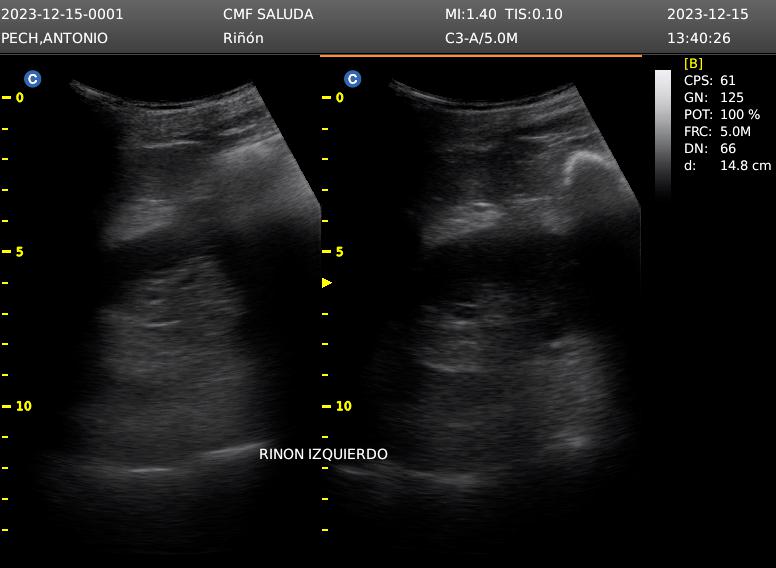 2023-12-15-0001 CMF SALUDA MI:1.40 TIS:0.10 2023-12-15
PECH,ANTONIO Riñón C3-A/5.0M 13:40:26
C C
[B]
CPS: 61
GN: 125
POT: 100 %
FRC: 5.0M
DN: 66
d: 14.8 cm
0 0
5 5
10 10
RINON IZQUIERDO